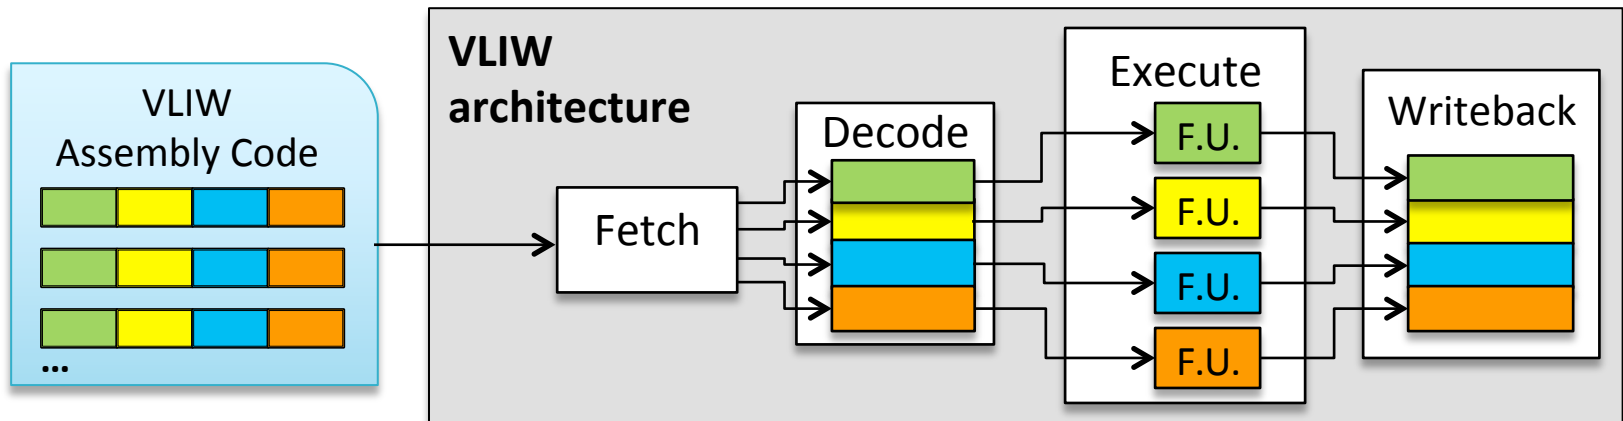 VLIW
Assembly Code
...
VLIW
architecture
Fetch
Decode
Execute
F.U.
F.U.
F.U.
F.U.
Writeback